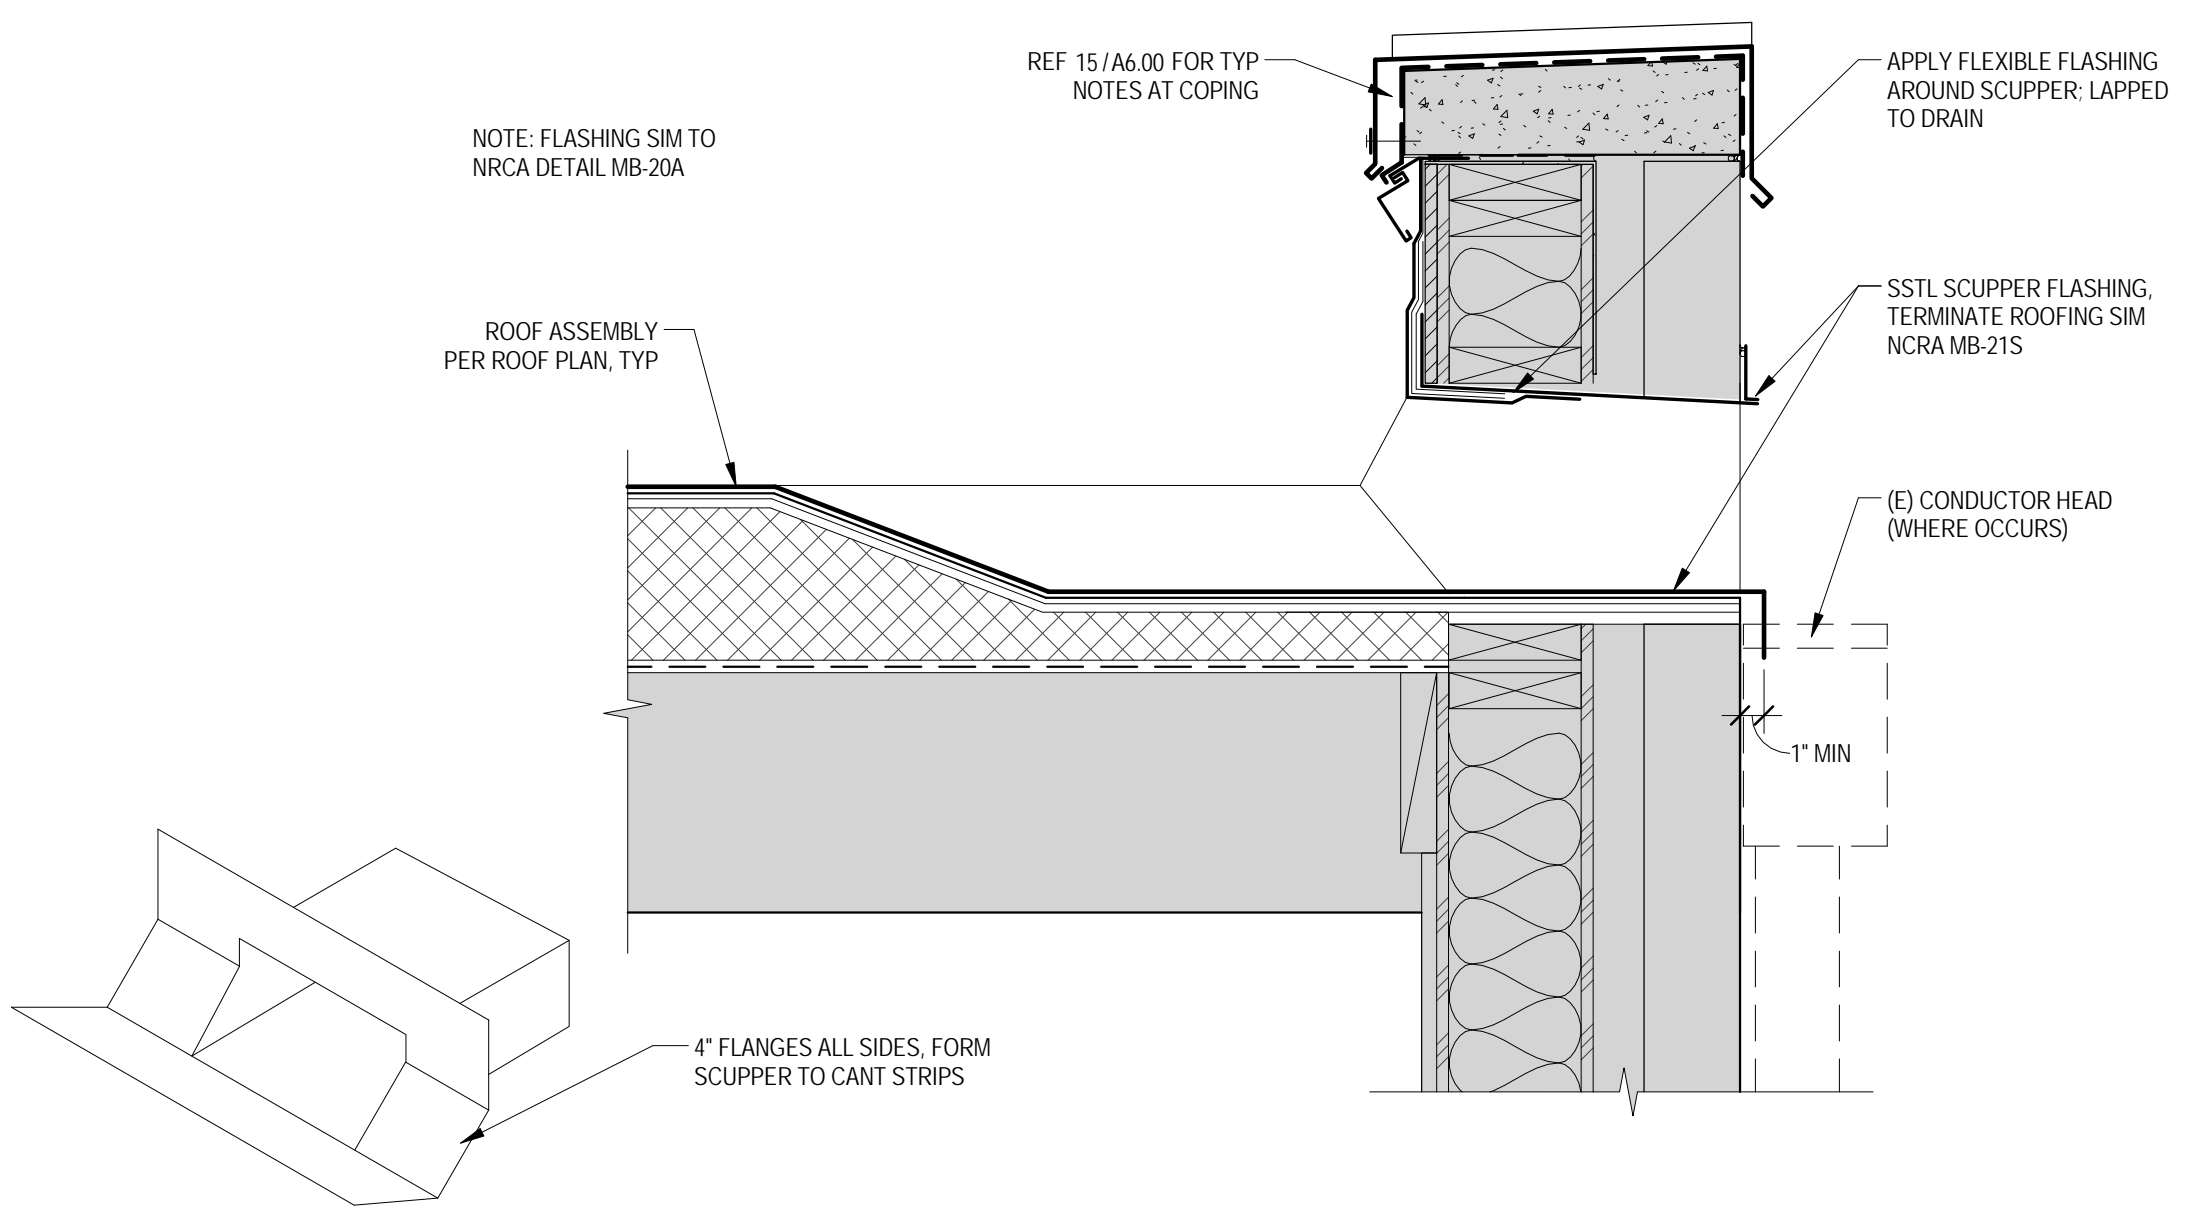 REF 15 / A6.00 FOR TYP
NOTES AT COPING
APPLY FLEXIBLE FLASHING
AROUND SCUPPER; LAPPED
TO DRAIN
NOTE: FLASHING SIM TO
NRCA DETAIL MB-20A
SSTL SCUPPER FLASHING,
TERMINATE ROOFING SIM
NCRA MB-21S
ROOF ASSEMBLY
PER ROOF PLAN, TYP
(E) CONDUCTOR HEAD
(WHERE OCCURS)
1" MIN
4" FLANGES ALL SIDES, FORM
SCUPPER TO CANT STRIPS